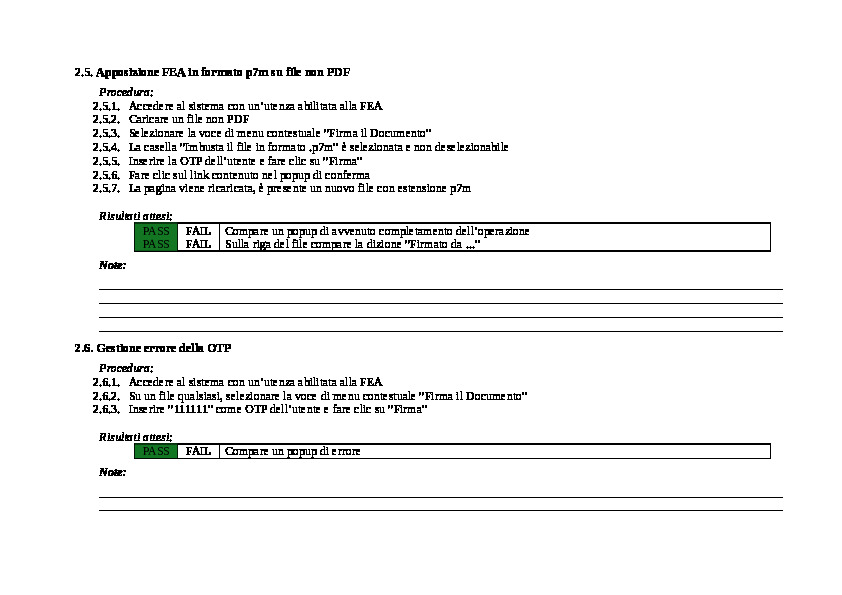 2.5. Apposizione FEA in formato p7m su file non PDF
Procedura:
2.5.1. Accedere al sistema con un'utenza abilitata alla FEA
2.5.2. Caricare un file non PDF
2.5.3. Selezionare la voce di menu contestuale "Firma il Documento"
2.5.4. La casella "Imbusta il file in formato .p7m" è selezionata e non deselezionabile
2.5.5. Inserire la OTP dell'utente e fare clic su "Firma"
2.5.6. Fare clic sul link contenuto nel popup di conferma
2.5.7. La pagina viene ricaricata, è presente un nuovo file con estensione p7m
Risultati attesi:
PASS FAIL Compare un popup di avvenuto completamento dell'operazione
PASS FAIL Sulla riga del file compare la dizione "Firmato da ..."
Note:
2.6. Gestione errore della OTP
Procedura:
2.6.1. Accedere al sistema con un'utenza abilitata alla FEA
2.6.2. Su un file qualsiasi, selezionare la voce di menu contestuale "Firma il Documento"
2.6.3. Inserire "111111" come OTP dell'utente e fare clic su "Firma"
Risultati attesi:
PASS FAIL Compare un popup di errore
Note: